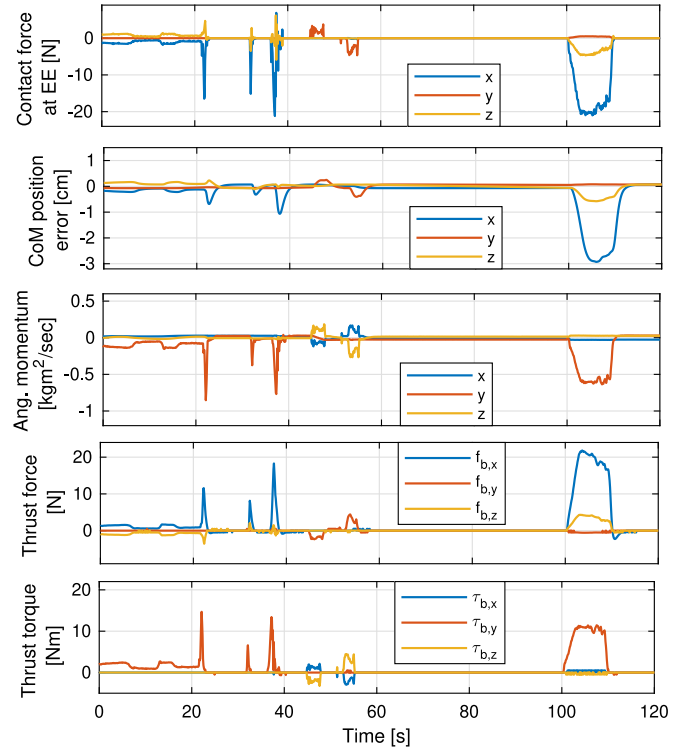 Contact force
at EE [N]
0
-10
-20
x
y
z
CoM position
error [cm]
1
0
-1
-2
-3
x
y
z
Ang. momentum
[kgm²/sec]
0.5
0
-0.5
-1
x
y
z
Thrust force
[N]
20
10
0
f_b,x
f_b,y
f_b,z
Thrust torque
[Nm]
20
10
0
τ_b,x
τ_b,y
τ_b,z
0 20 40 60 80 100 120
Time [s]